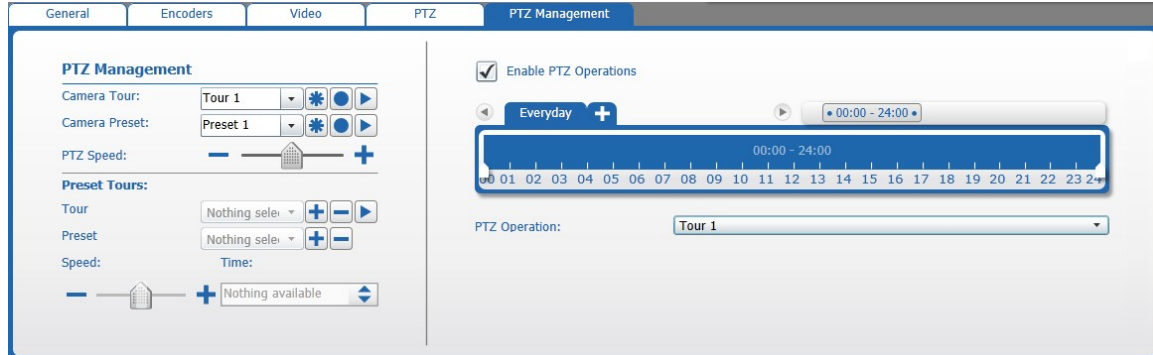 General Encoders Video PTZ PTZ Management
PTZ Management
Camera Tour: Tour 1
Camera Preset: Preset 1
PTZ Speed:
Preset Tours:
Tour Nothing sele
Preset Nothing sele
Speed: Time:
Nothing available
Enable PTZ Operations
Everyday 00:00 - 24:00
00:00 - 24:00
00 01 02 03 04 05 06 07 08 09 10 11 12 13 14 15 16 17 18 19 20 21 22 23 24
PTZ Operation: Tour 1